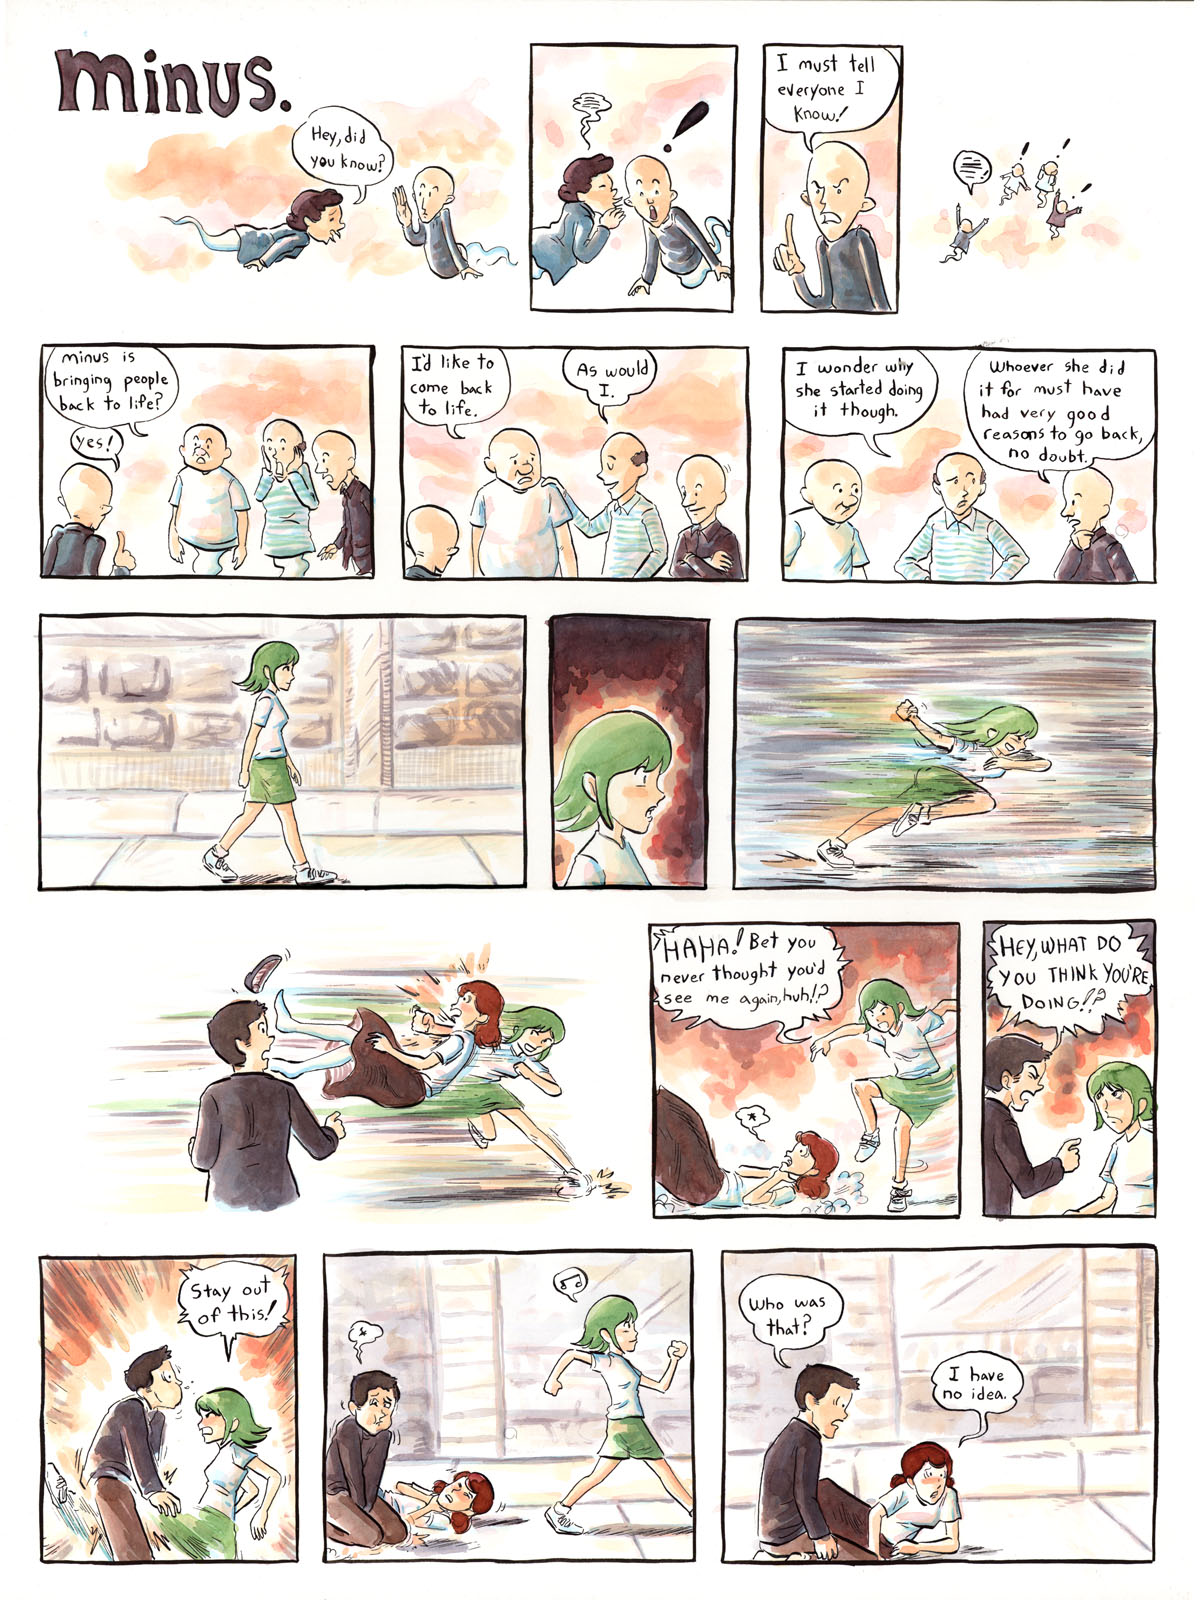 minus.
Hey, did
you know?
I must tell
everyone I
know!
minus is
bringing people
back to life?
Yes!
I'd like to
come back
to life.
As would
I.
I wonder why
she started doing
it though.
Whoever she did
it for must have
had very good
reasons to go back,
no doubt.
HAHA! Bet you
never thought you'd
see me again, huh!?
HEY, WHAT DO
YOU THINK YOU'RE
DOING!?
Stay out
of this!
Who was
that?
I have
no idea.